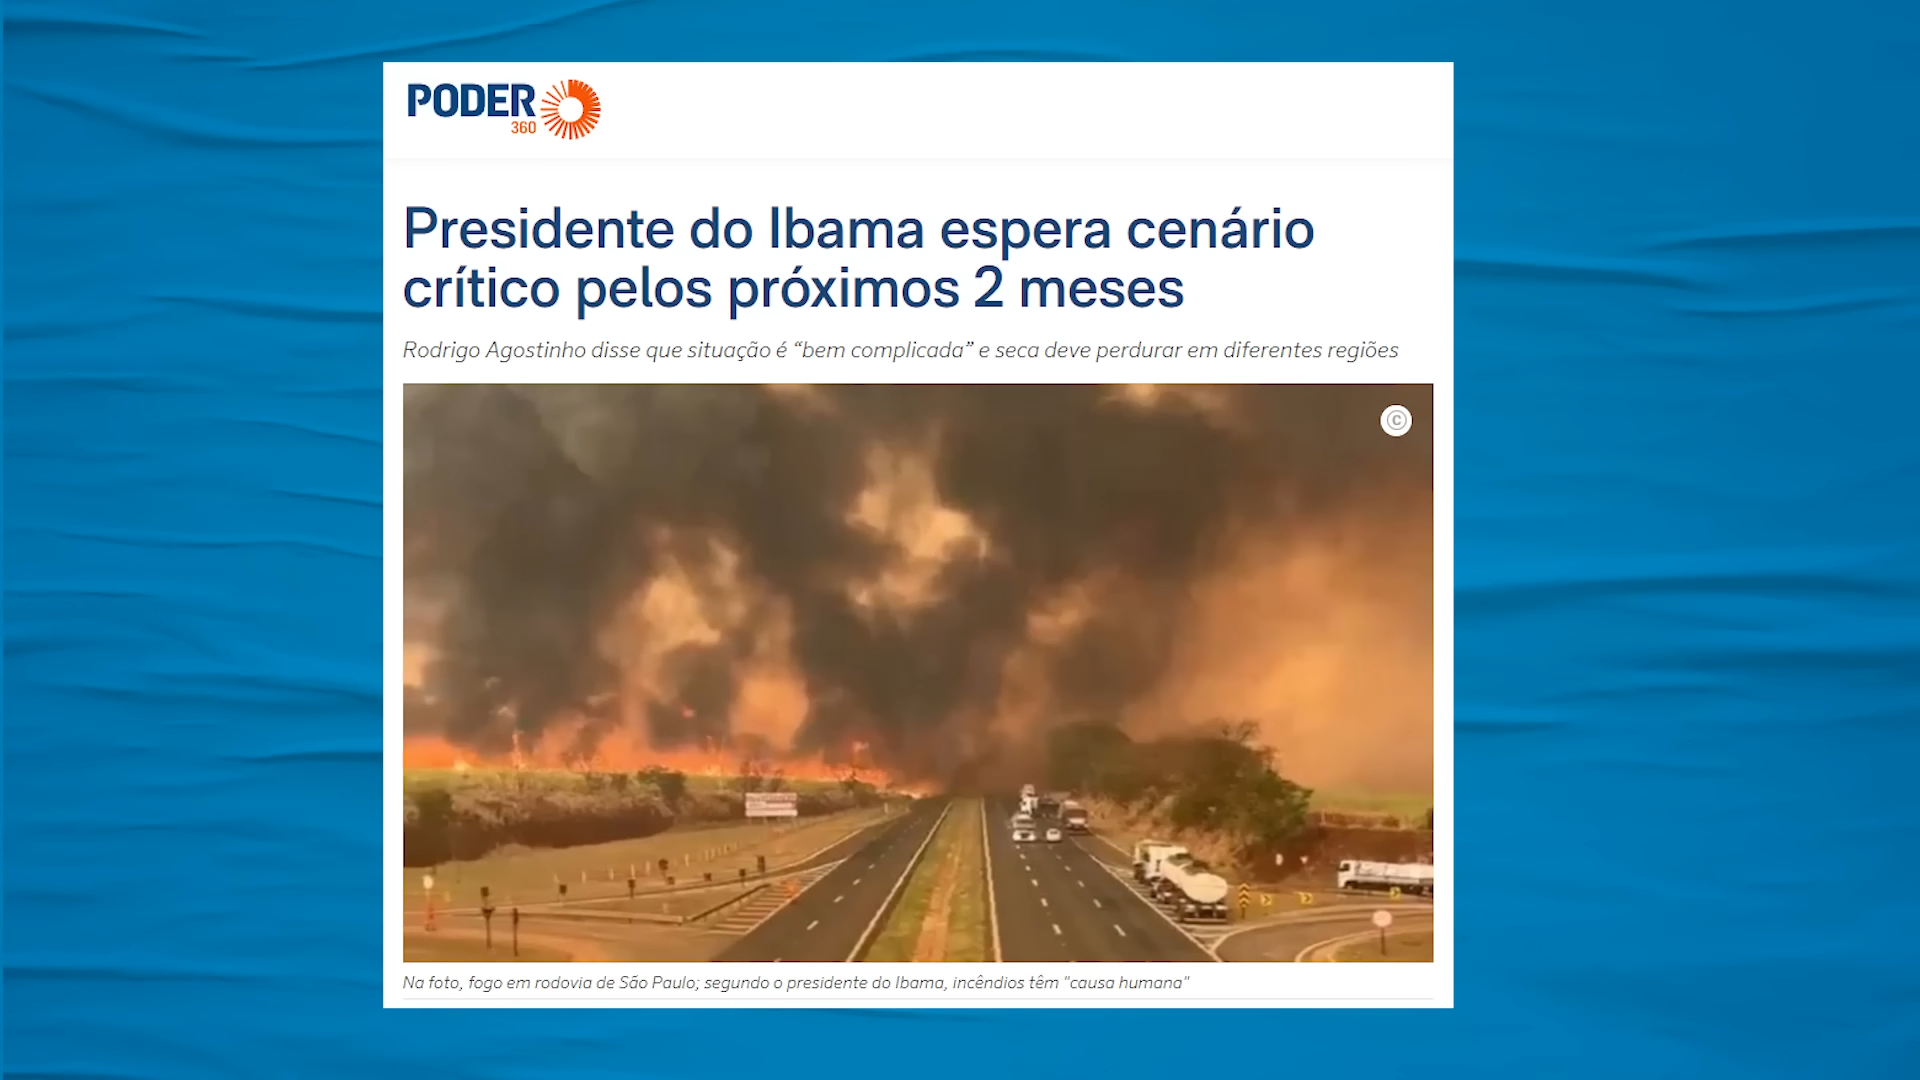 PODER
360
Presidente do Ibama espera cenário
crítico pelos próximos 2 meses
Rodrigo Agostinho disse que situação é “bem complicada” e seca deve perdurar em diferentes regiões
©
Na foto, fogo em rodovia de São Paulo; segundo o presidente do Ibama, incêndios têm "causa humana"